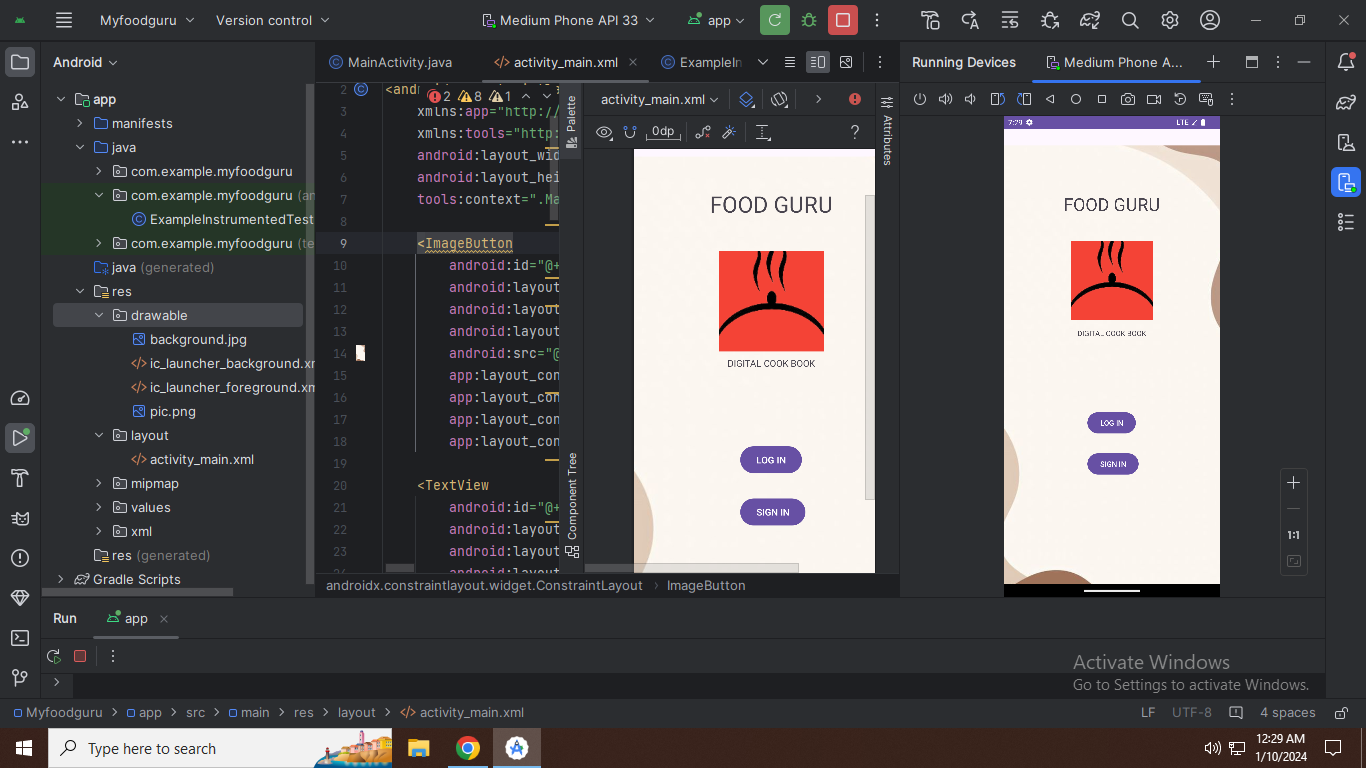 Myfoodguru
Version control
Medium Phone API 33
app
Android
MainActivity.java
activity_main.xml
ExampleIn
Running Devices
Medium Phone A...
app
manifests
java
com.example.myfoodguru
com.example.myfoodguru (an
ExampleInstrumentedTest
com.example.myfoodguru (te
java (generated)
res
drawable
background.jpg
ic_launcher_background.xm
ic_launcher_foreground.xm
pic.png
layout
activity_main.xml
mipmap
values
xml
res (generated)
Gradle Scripts
2 <and
2 8 1
3 xmlns:app="http://
4 xmlns:tools="http:
5 android:layout_wid
6 android:layout_hei
7 tools:context=".Ma
8
9 <ImageButton
10 android:id="@+
11 android:layout
12 android:layout
13 android:layout
14 android:src="@
15 app:layout_con
16 app:layout_con
17 app:layout_con
18 app:layout_con
19
20 <TextView
21 android:id="@+
22 android:layout
23 android:layout
androidx.constraintlayout.widget.ConstraintLayout > ImageButton
Palette
Component Tree
activity_main.xml
0dp
?
Attributes
FOOD GURU
DIGITAL COOK BOOK
LOG IN
SIGN IN
7:29
LTE
FOOD GURU
DIGITAL COOK BOOK
LOG IN
SIGN IN
1:1
Run
app
Activate Windows
Go to Settings to activate Windows.
Myfoodguru > app > src > main > res > layout > activity_main.xml
LF UTF-8 4 spaces
Type here to search
12:29 AM
1/10/2024